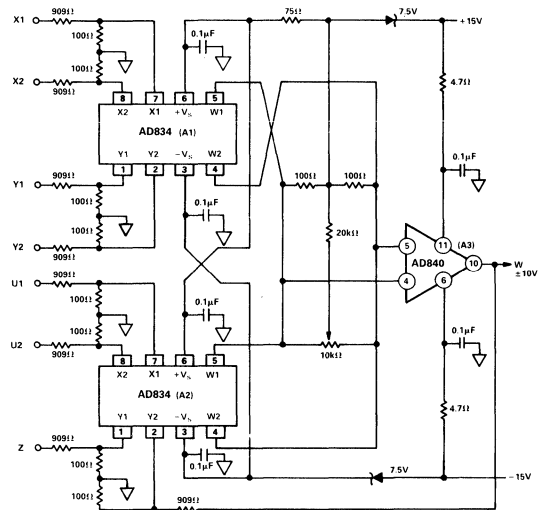 X1 909Ω 100Ω 0.1μF 75Ω 7.5V +15V
100Ω 4.7Ω
X2 909Ω
8 7 6 5
X2 X1 +Vs W1
AD834 (A1)
Y1 Y2 -Vs W2
1 2 3 4
0.1μF
100Ω 100Ω
Y1 909Ω 100Ω 0.1μF
20kΩ
5 11 (A3)
AD840 10 W
±10V
4 6
100Ω
Y2 909Ω
U1 909Ω 100Ω
100Ω 0.1μF 0.1μF
U2 909Ω
10kΩ
8 7 6 5
X2 X1 +Vs W1
AD834 (A2)
Y1 Y2 -Vs W2
1 2 3 4
4.7Ω
Z 909Ω 100Ω 0.1μF 7.5V -15V
100Ω 909Ω